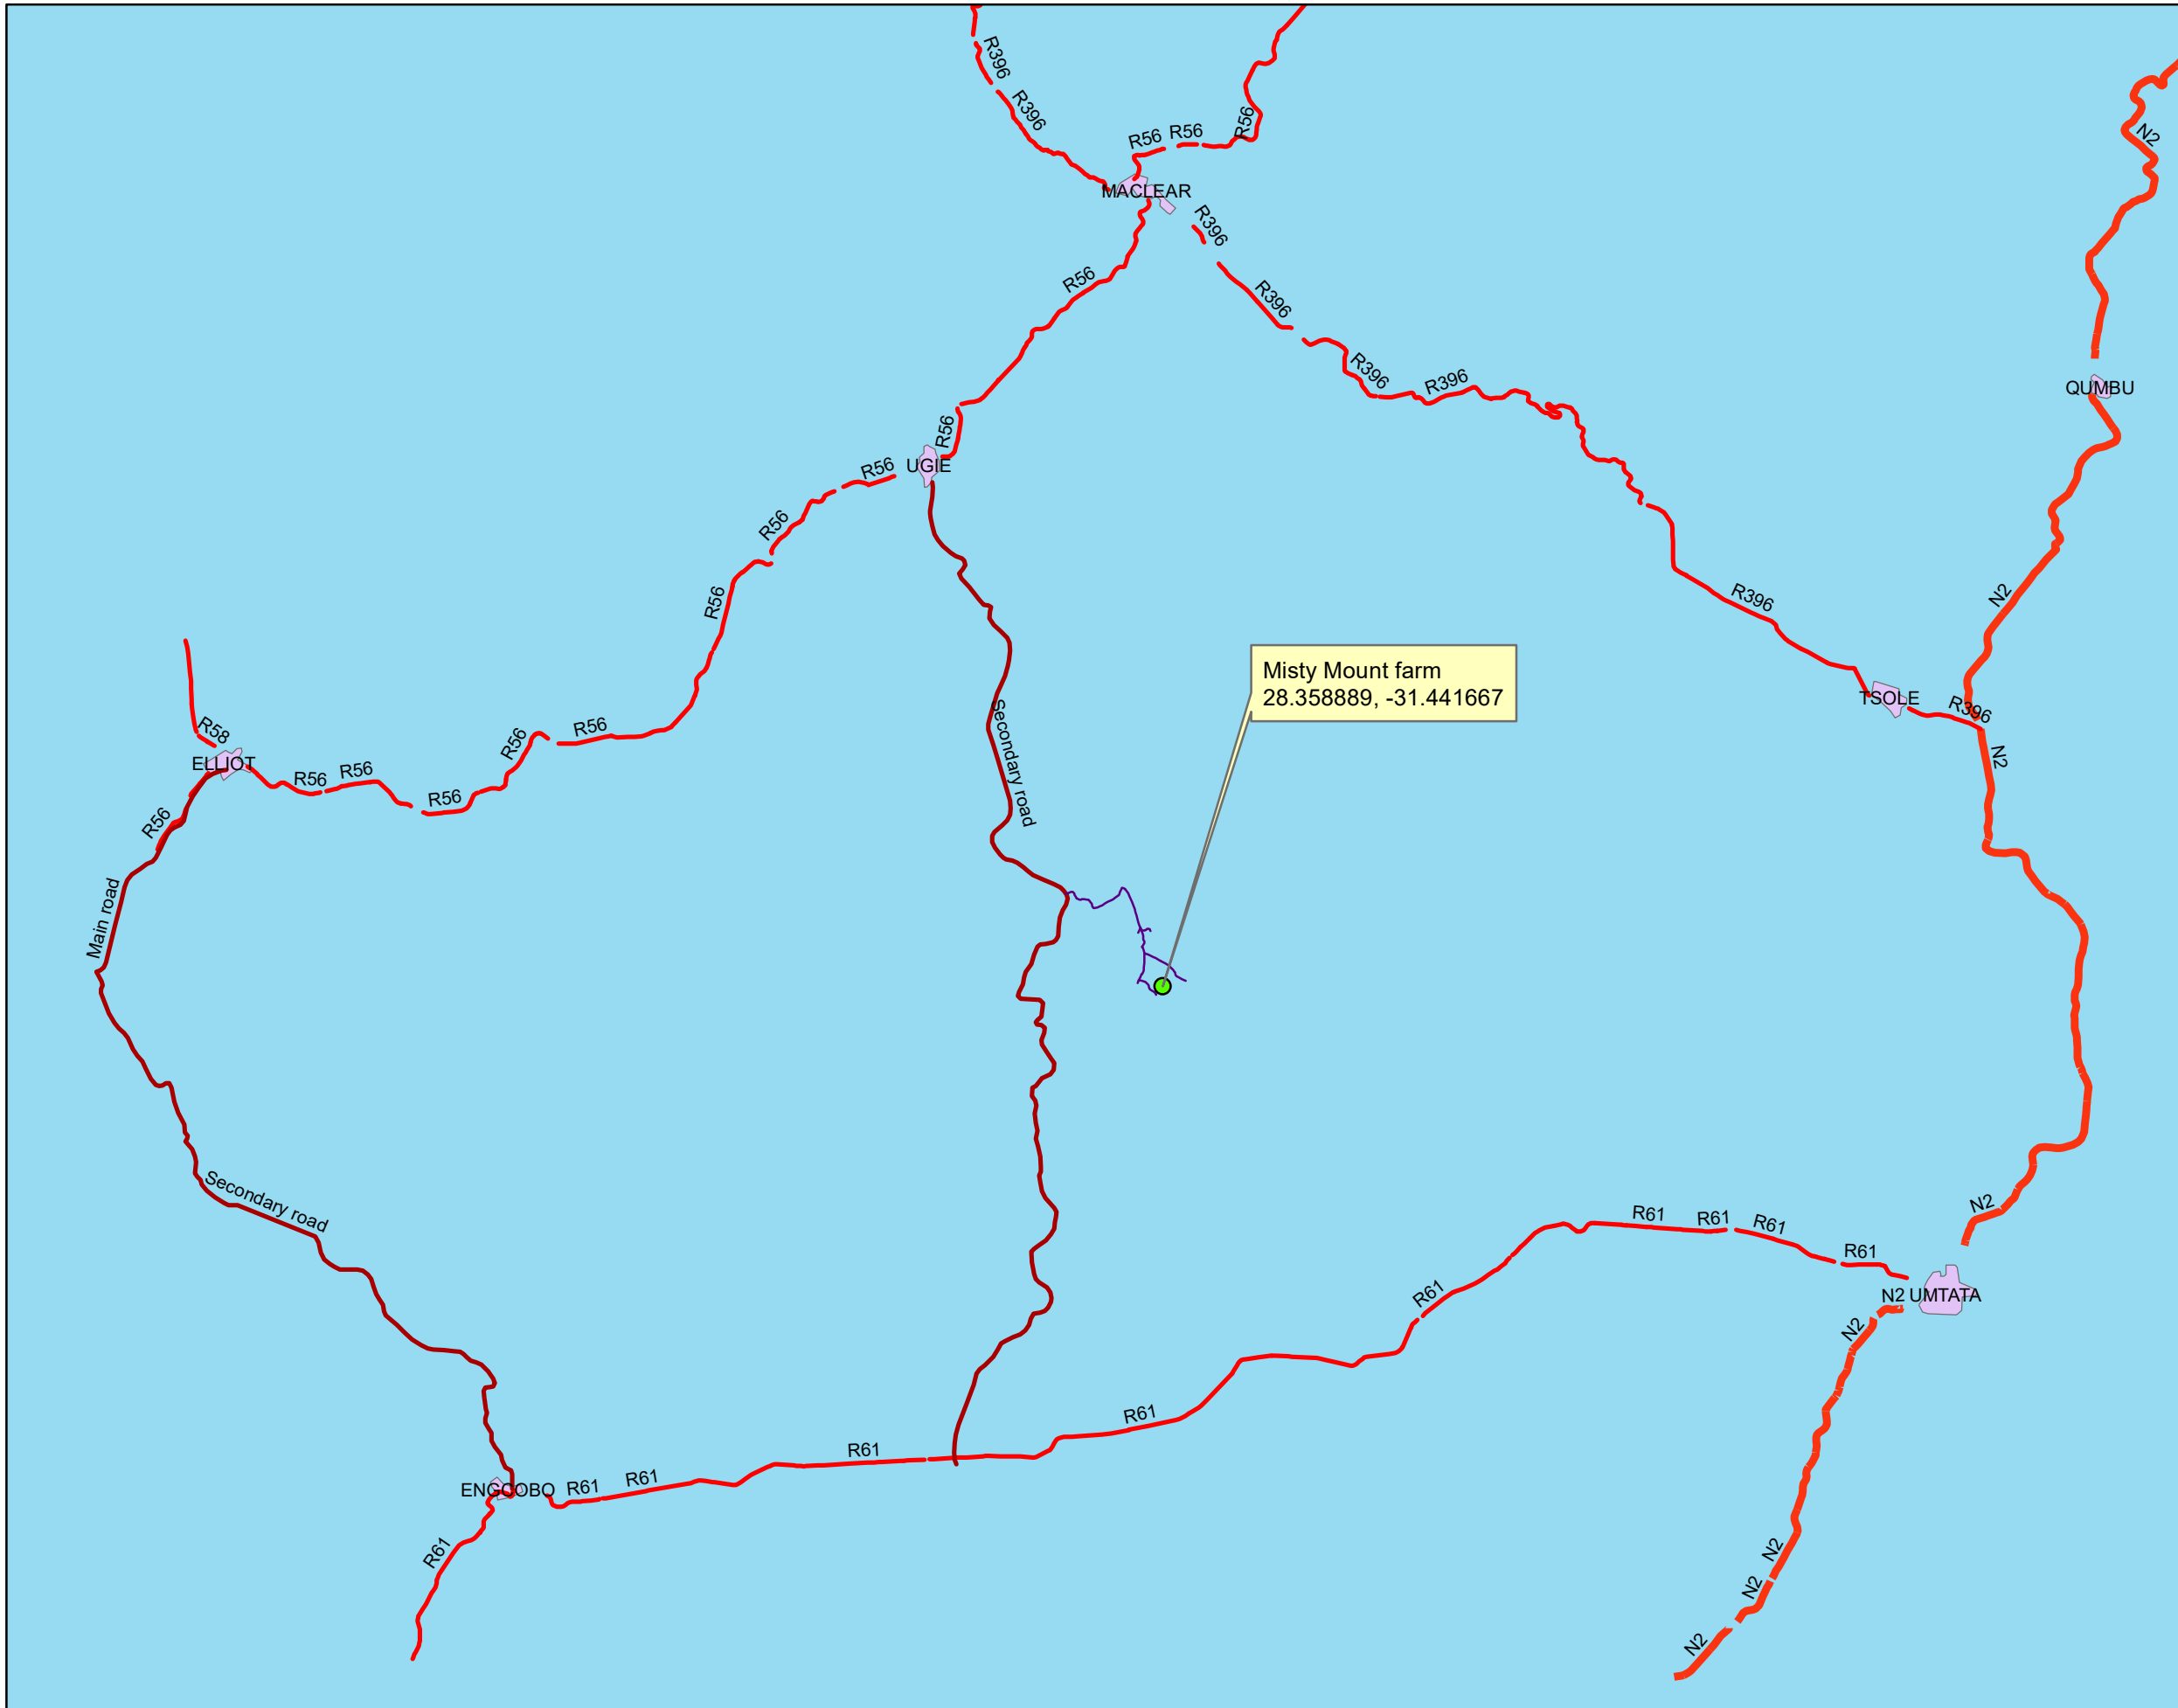 R396
R396
R56
R56
R56
N2
MACLEAR
R396
R56
R396
R396
R396
QUMBU
R56
UGIE
R56
R56
R56
R396
N2
Misty Mount farm
28.358889, -31.441667
TSOLE
R396
R58
ELLIOT
R56
R56
R56
R56
R56
N2
Secondary road
R56
Main road
Secondary road
N2
R61
R61
R61
R61
N2 UMTATA
R61
N2
R61
R61
ENGCOBO
R61
R61
R61
N2
N2
N2